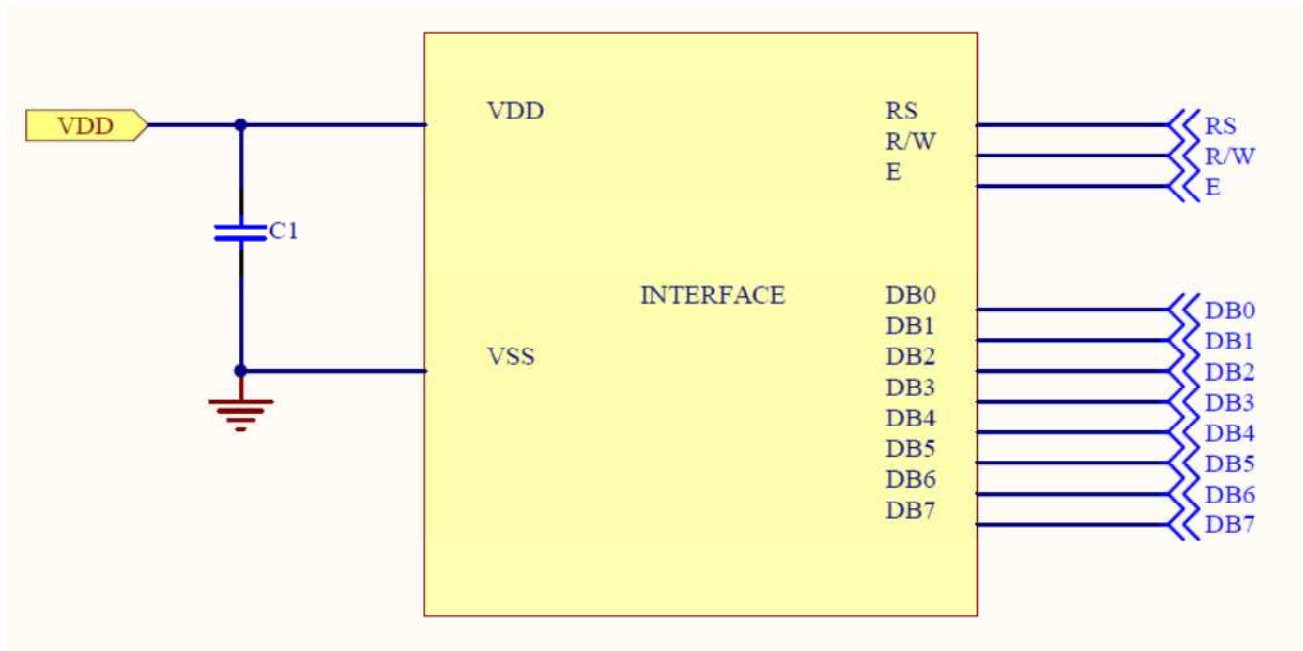 VDD
VDD
C1
VSS
INTERFACE
RS
R/W
E
DB0
DB1
DB2
DB3
DB4
DB5
DB6
DB7
RS
R/W
E
DB0
DB1
DB2
DB3
DB4
DB5
DB6
DB7